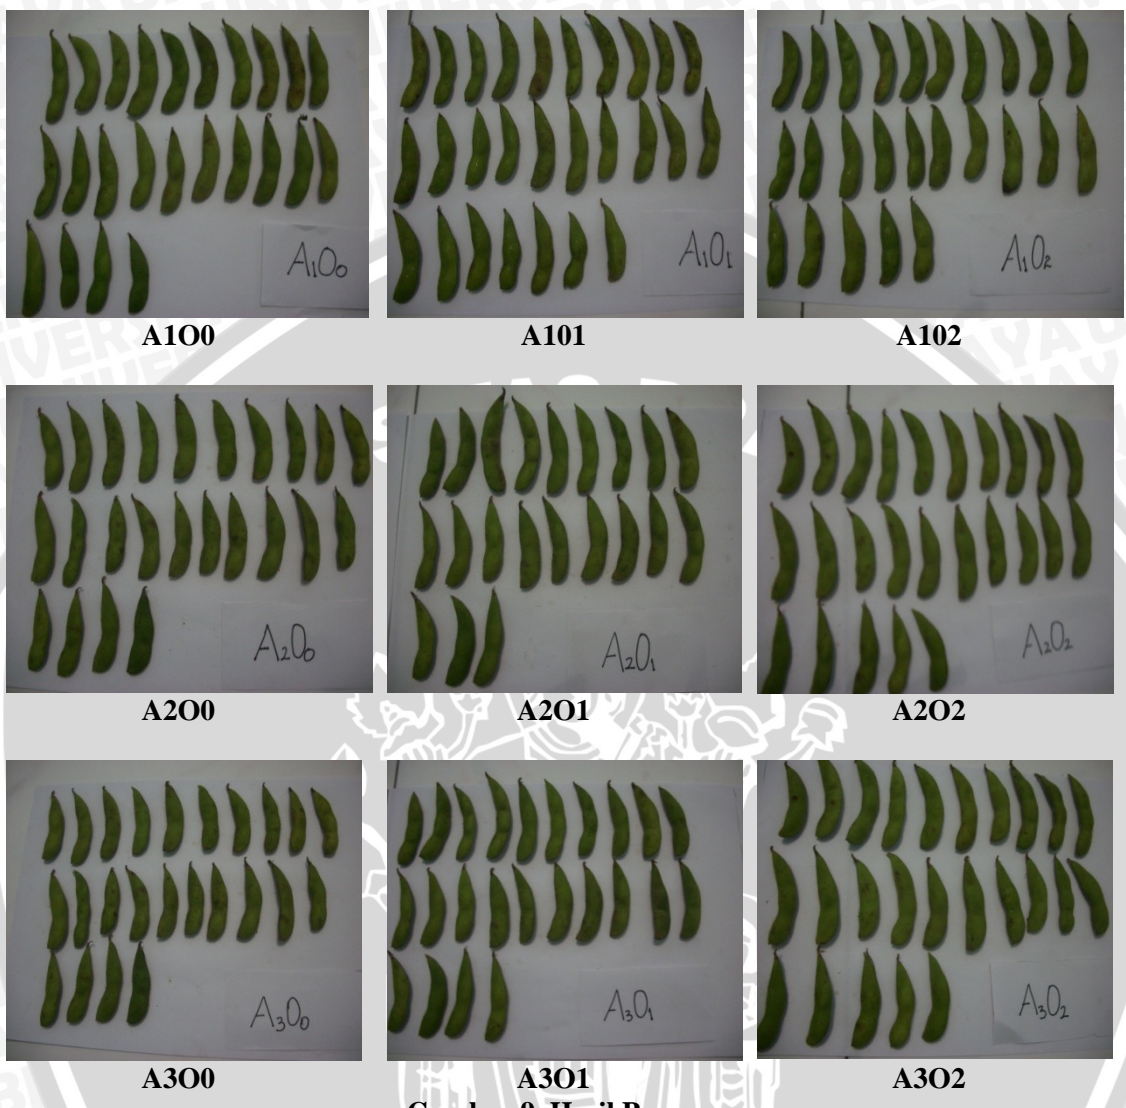 A₁O₀ A₁O₁ A₁O₂
A1O0 A101 A102
A₂O₀ A₂O₁ A₂O₂
A2O0 A2O1 A2O2
A₃O₀ A₃O₁ A₃O₂
A3O0 A3O1 A3O2